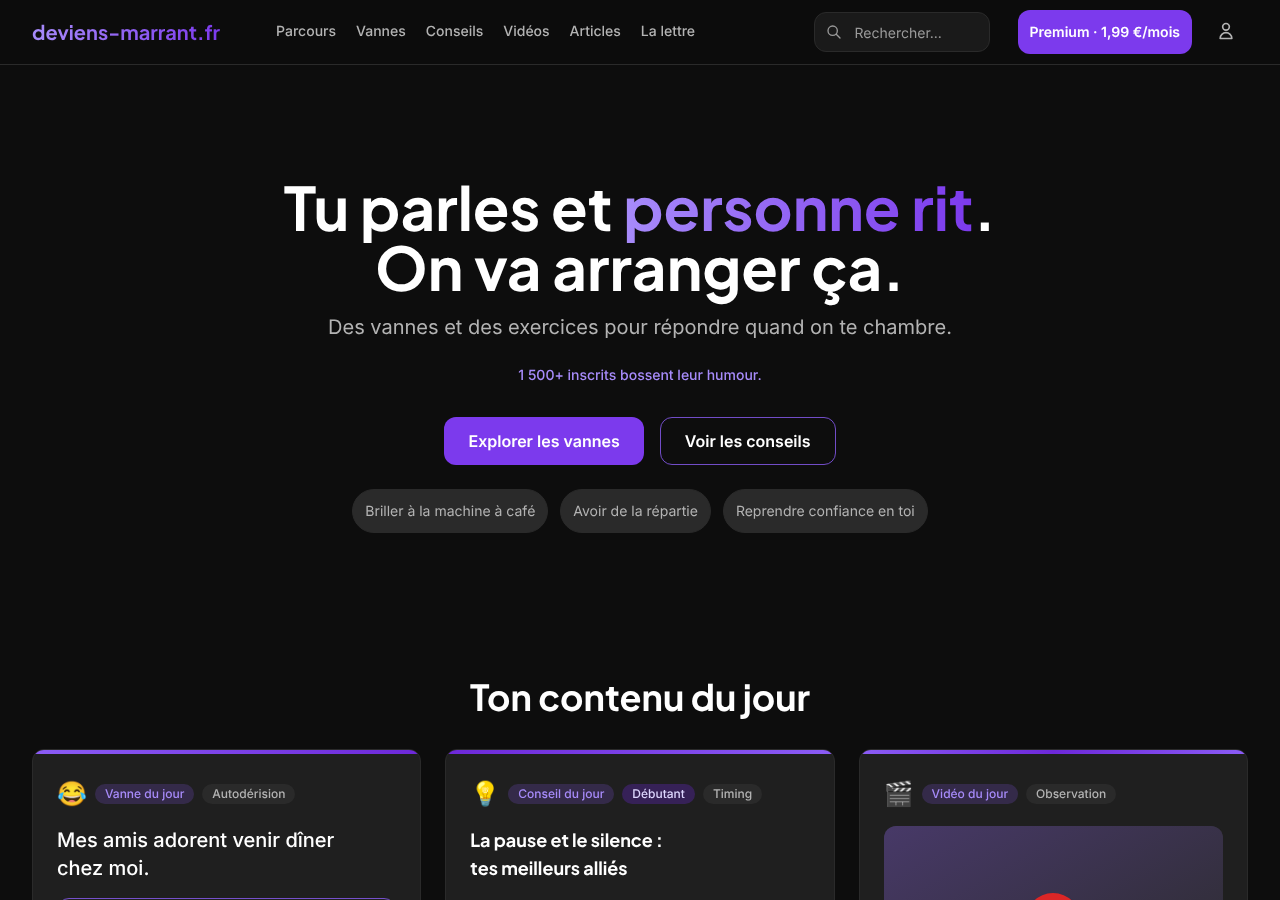 deviens-marrant.fr
Parcours
Vannes
Conseils
Vidéos
Articles
La lettre
Rechercher...
Premium · 1,99 €/mois
Tu parles et personne rit.
On va arranger ça.
Des vannes et des exercices pour répondre quand on te chambre.
1 500+ inscrits bossent leur humour.
Explorer les vannes
Voir les conseils
Briller à la machine à café
Avoir de la répartie
Reprendre confiance en toi
Ton contenu du jour
Vanne du jour
Autodérision
Mes amis adorent venir dîner
chez moi.
Conseil du jour
Débutant
Timing
La pause et le silence :
tes meilleurs alliés
Vidéo du jour
Observation